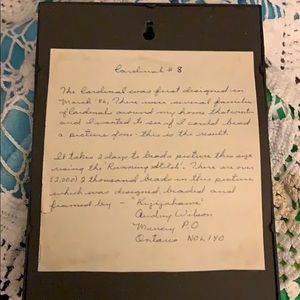 Cardinal # 8
The Cardinal was first designed in
March '86, There were several families
of Cardinals around my home that winter
and I wanted to see if I could bead
a picture of one. this is the result.
It takes 2 days to bead a picture this size
using the "Running Stitch". There are over
(2,000) 2 thousand beads in this picture
which was designed, beaded and
framed by -
Audrey Wilson
Muncey P.O
Ontario N0L 1Y0